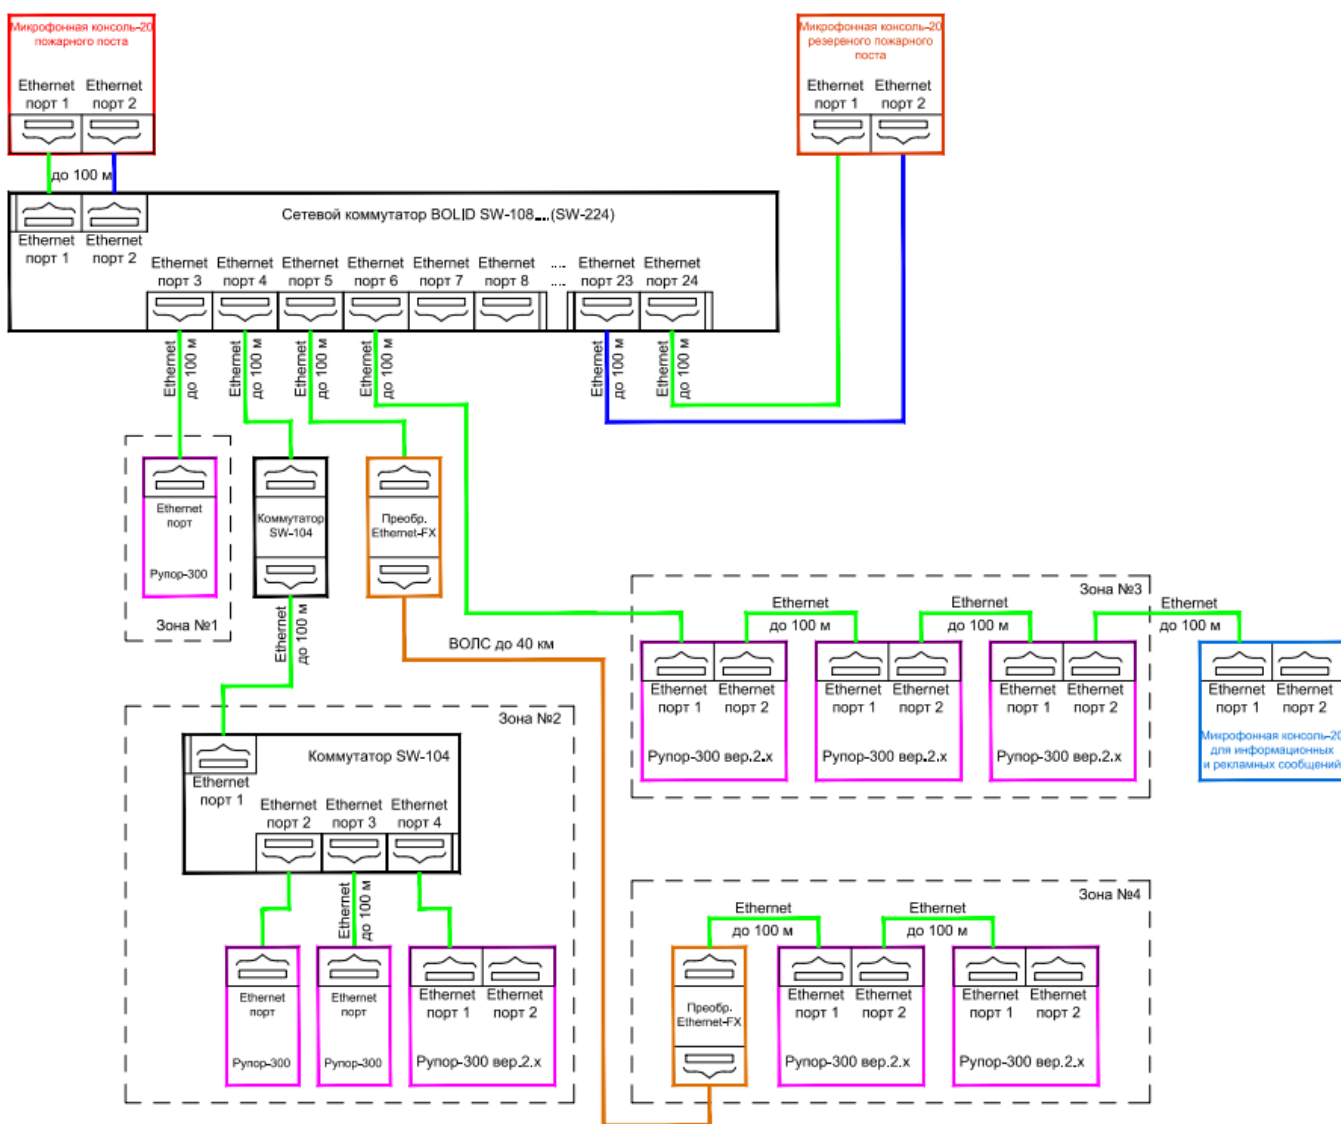 Микрофонная консоль-20
пожарного поста
Ethernet
порт 1
Ethernet
порт 2
Микрофонная консоль-20
резервного пожарного
поста
Ethernet
порт 1
Ethernet
порт 2
до 100 м
Сетевой коммутатор BOLID SW-108...(SW-224)
Ethernet
порт 1
Ethernet
порт 2
Ethernet
порт 3
Ethernet
порт 4
Ethernet
порт 5
Ethernet
порт 6
Ethernet
порт 7
Ethernet
порт 8
....
....
Ethernet
порт 23
Ethernet
порт 24
Ethernet
до 100 м
Ethernet
до 100 м
Ethernet
до 100 м
Ethernet
до 100 м
Ethernet
до 100 м
Ethernet
до 100 м
Ethernet
порт
Рупор-300
Зона №1
Коммутатор
SW-104
Преобр.
Ethernet-FX
Ethernet
до 100 м
ВОЛС до 40 км
Зона №3
Ethernet
до 100 м
Ethernet
до 100 м
Ethernet
до 100 м
Ethernet
порт 1
Ethernet
порт 2
Рупор-300 вер.2.х
Ethernet
порт 1
Ethernet
порт 2
Рупор-300 вер.2.х
Ethernet
порт 1
Ethernet
порт 2
Рупор-300 вер.2.х
Ethernet
порт 1
Ethernet
порт 2
Микрофонная консоль-20
для информационных
и рекламных сообщений
Зона №2
Коммутатор SW-104
Ethernet
порт 1
Ethernet
порт 2
Ethernet
порт 3
Ethernet
порт 4
Ethernet
до 100 м
Ethernet
порт
Рупор-300
Ethernet
порт
Рупор-300
Ethernet
порт 1
Ethernet
порт 2
Рупор-300 вер.2.х
Зона №4
Ethernet
до 100 м
Ethernet
до 100 м
Преобр.
Ethernet-FX
Ethernet
порт 1
Ethernet
порт 2
Рупор-300 вер.2.х
Ethernet
порт 1
Ethernet
порт 2
Рупор-300 вер.2.х